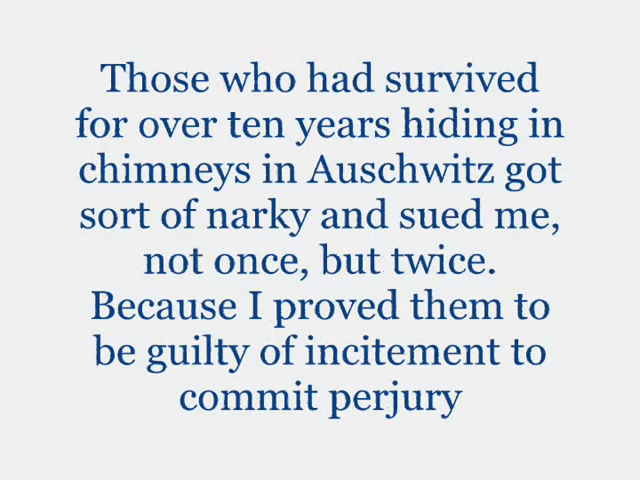 Those who had survived
for over ten years hiding in
chimneys in Auschwitz got
sort of narky and sued me,
not once, but twice.
Because I proved them to
be guilty of incitement to
commit perjury